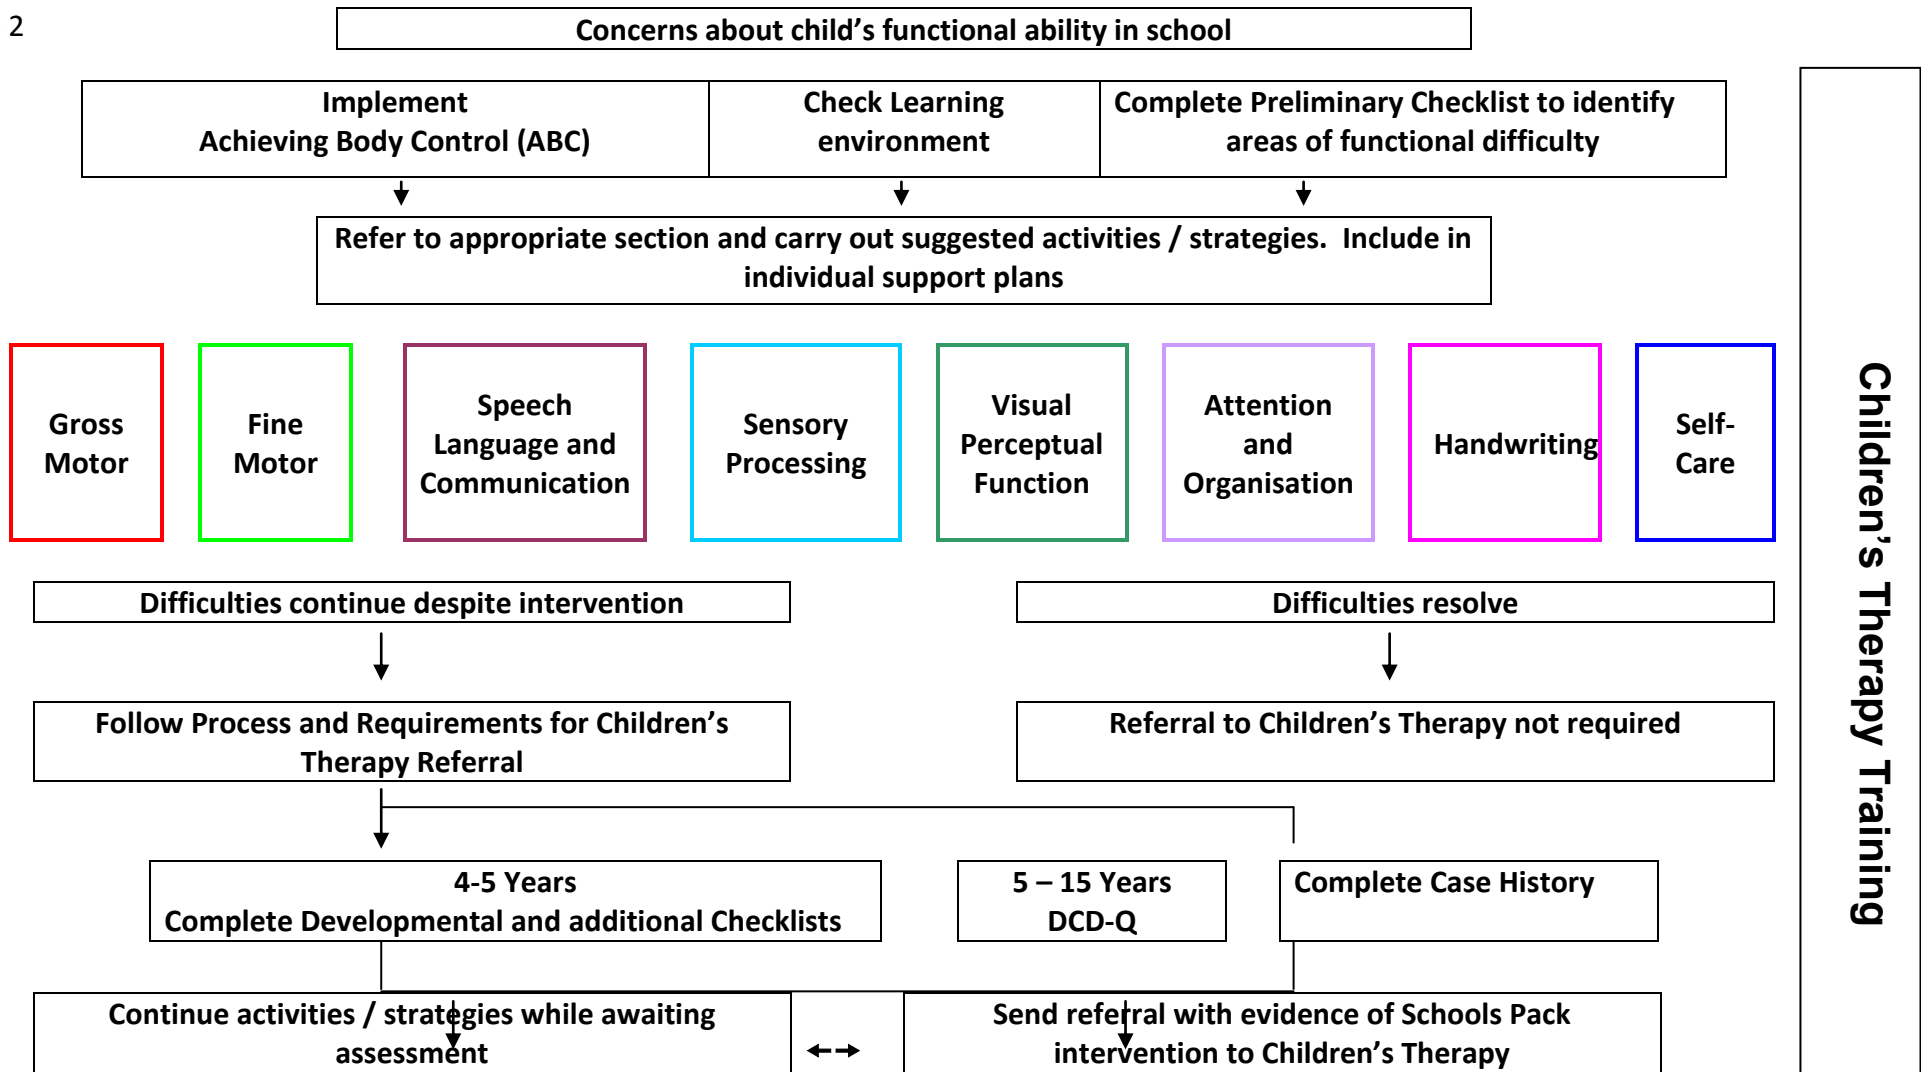 2
Concerns about child’s functional ability in school
Implement
Achieving Body Control (ABC)
Check Learning
environment
Complete Preliminary Checklist to identify
areas of functional difficulty
Refer to appropriate section and carry out suggested activities / strategies.  Include in
individual support plans
Gross
Motor
Fine
Motor
Speech
Language and
Communication
Sensory
Processing
Visual
Perceptual
Function
Attention
and
Organisation
Handwriting
Self-
Care
Difficulties continue despite intervention
Difficulties resolve
Follow Process and Requirements for Children’s
Therapy Referral
Referral to Children’s Therapy not required
4-5 Years
Complete Developmental and additional Checklists
5 – 15 Years
DCD-Q
Complete Case History
Continue activities / strategies while awaiting
assessment
Send referral with evidence of Schools Pack
intervention to Children’s Therapy
Children’s Therapy Training